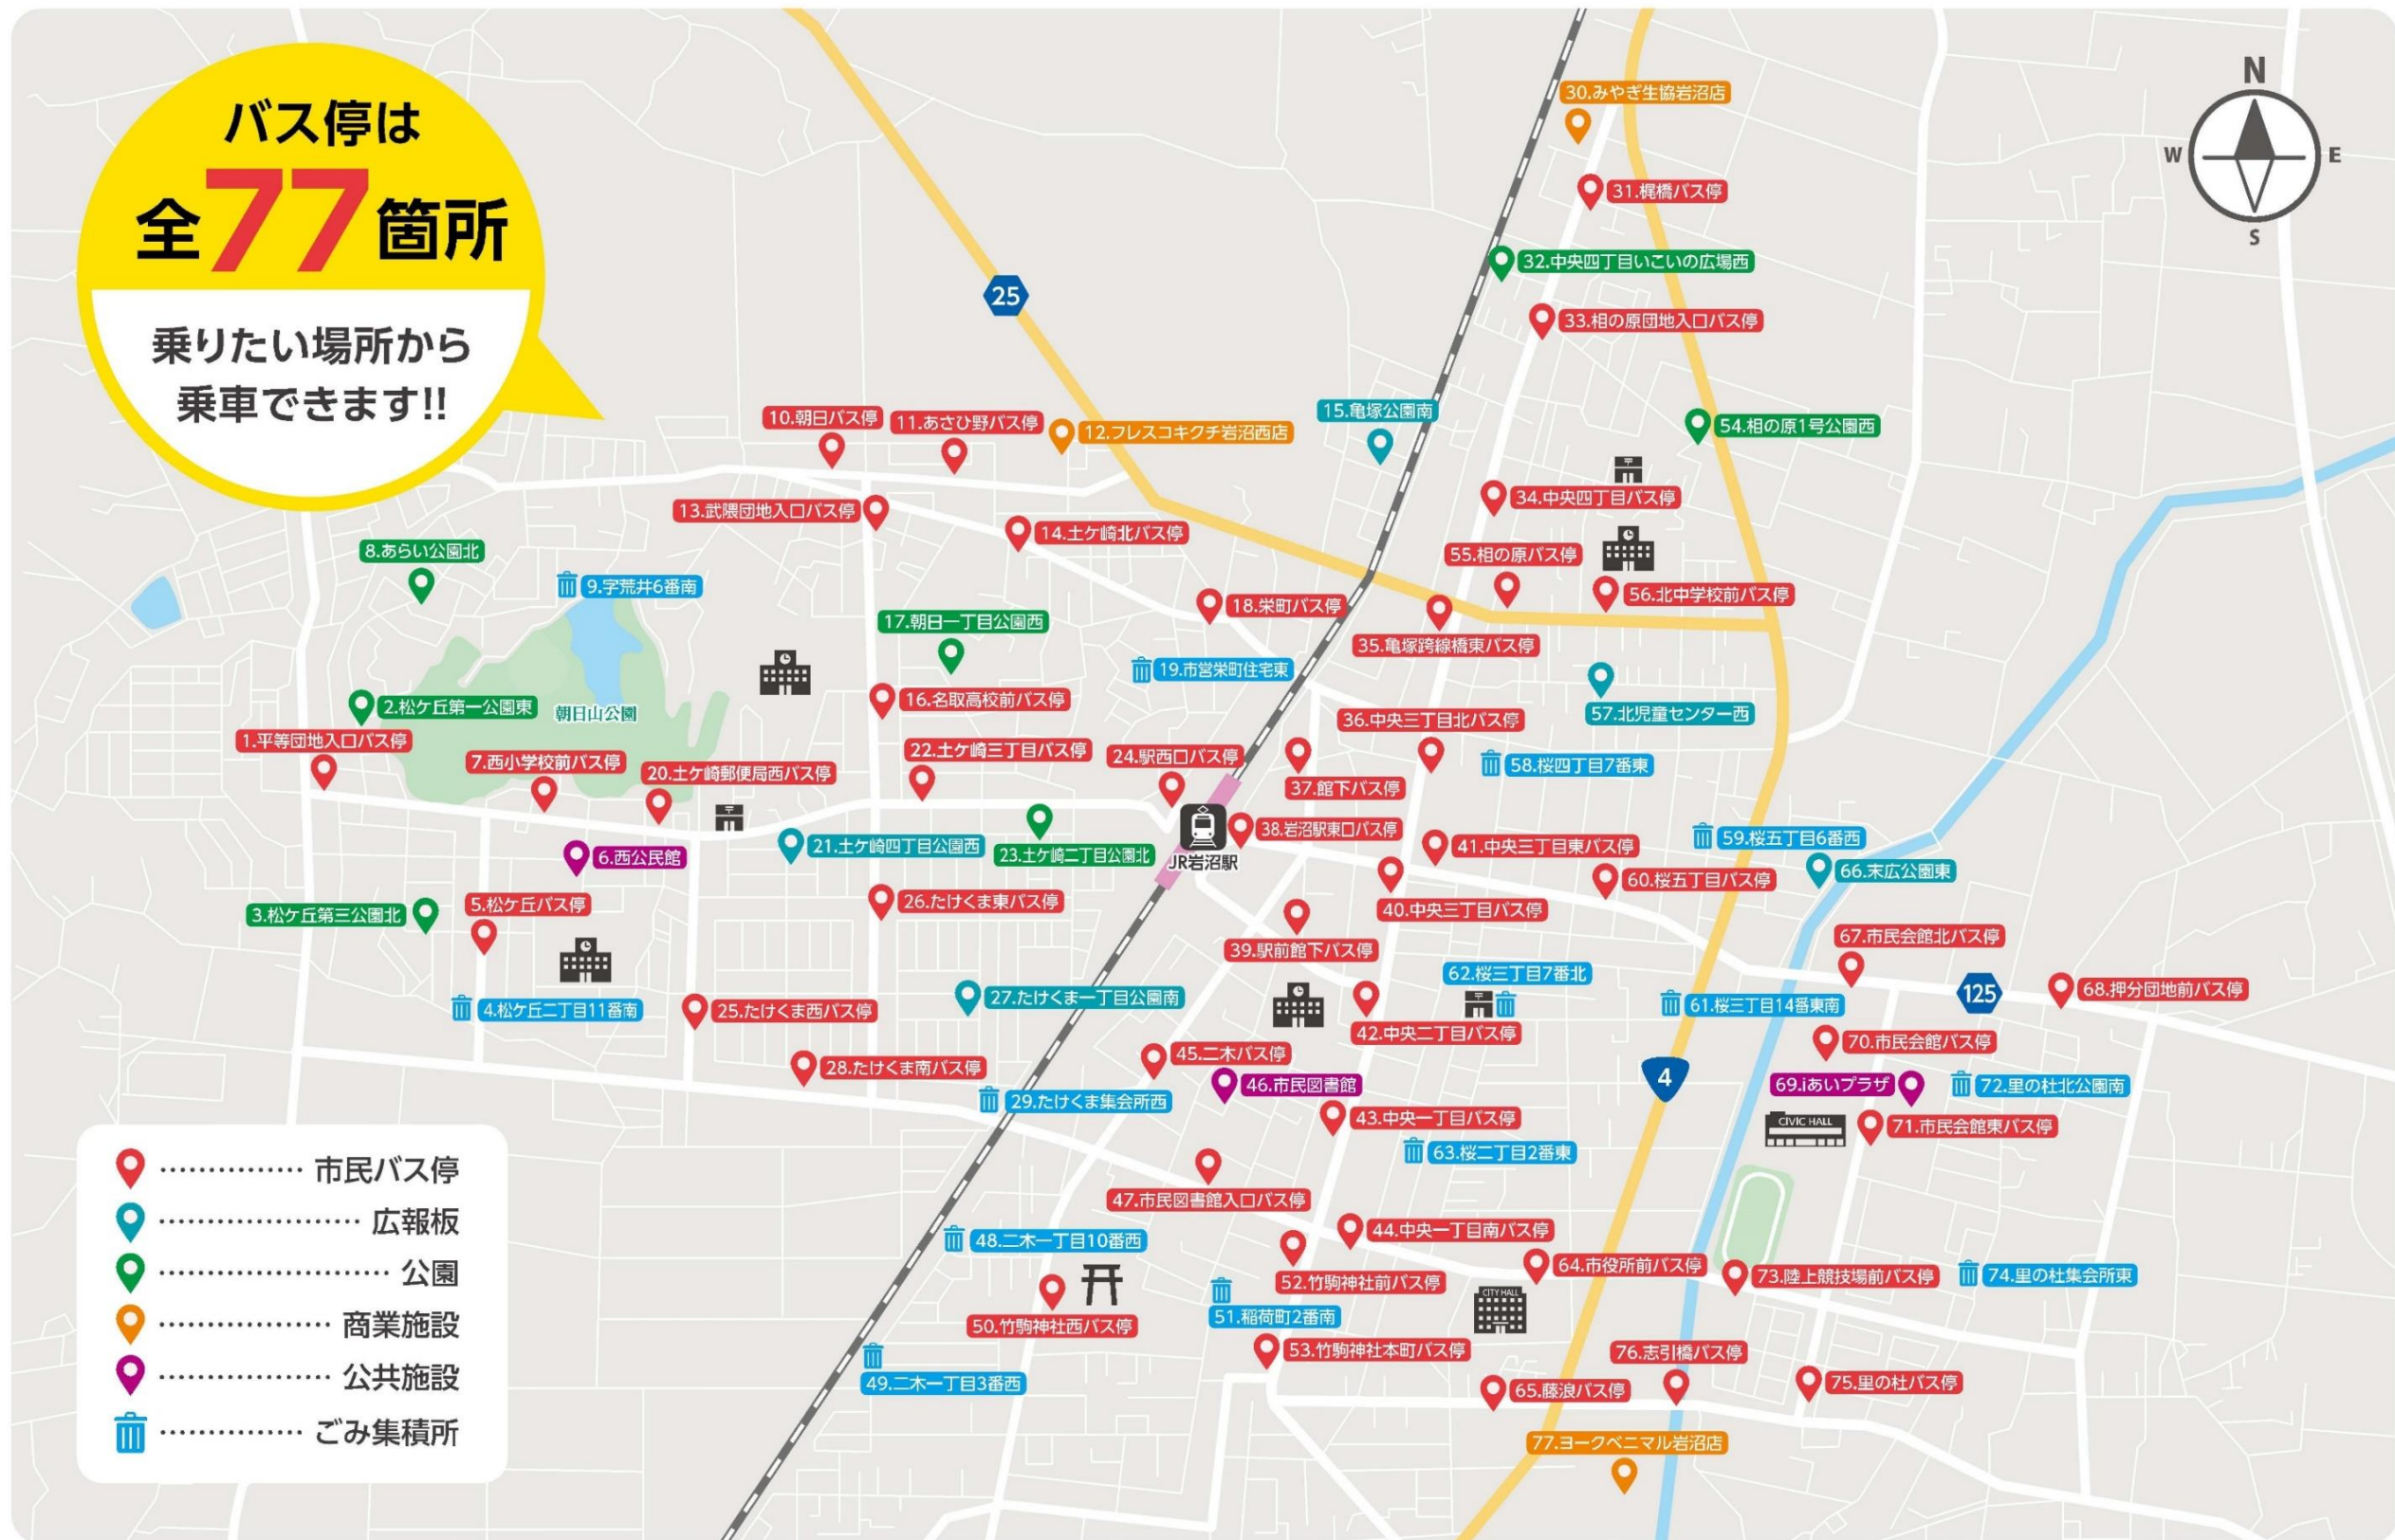 バス停は
全77箇所
乗りたい場所から
乗車できます!!
N
W
E
S
25
30.みやぎ生協岩沼店
31.梶橋バス停
32.中央四丁目いこいの広場西
33.相の原団地入口バス停
10.朝日バス停
11.あさひ野バス停
12.フレスコキクチ岩沼西店
15.亀塚公園南
54.相の原1号公園西
13.武隈団地入口バス停
14.土ケ崎北バス停
34.中央四丁目バス停
8.あらい公園北
9.字荒井6番南
55.相の原バス停
56.北中学校前バス停
17.朝日一丁目公園西
18.栄町バス停
35.亀塚跨線橋東バス停
19.市営栄町住宅東
2.松ケ丘第一公園東
朝日山公園
16.名取高校前バス停
36.中央三丁目北バス停
57.北児童センター西
1.平等団地入口バス停
7.西小学校前バス停
20.土ケ崎郵便局西バス停
22.土ケ崎三丁目バス停
24.駅西口バス停
37.館下バス停
58.桜四丁目7番東
6.西公民館
21.土ケ崎四丁目公園西
23.土ケ崎二丁目公園北
JR岩沼駅
38.岩沼駅東口バス停
41.中央三丁目東バス停
59.桜五丁目6番西
60.桜五丁目バス停
66.末広公園東
3.松ケ丘第三公園北
5.松ケ丘バス停
26.たけくま東バス停
40.中央三丁目バス停
39.駅前館下バス停
67.市民会館北バス停
4.松ケ丘二丁目11番南
25.たけくま西バス停
27.たけくま一丁目公園南
62.桜三丁目7番北
61.桜三丁目14番東南
125
68.押分団地前バス停
42.中央二丁目バス停
70.市民会館バス停
28.たけくま南バス停
45.二木バス停
46.市民図書館
4
69.iあいプラザ
72.里の杜北公園南
29.たけくま集会所西
43.中央一丁目バス停
CIVIC HALL
71.市民会館東バス停
63.桜二丁目2番東
47.市民図書館入口バス停
48.二木一丁目10番西
44.中央一丁目南バス停
64.市役所前バス停
73.陸上競技場前バス停
74.里の杜集会所東
52.竹駒神社前バス停
CITY HALL
51.稲荷町2番南
50.竹駒神社西バス停
53.竹駒神社本町バス停
76.志引橋バス停
49.二木一丁目3番西
65.藤浪バス停
75.里の杜バス停
77.ヨークベニマル岩沼店
市民バス停
広報板
公園
商業施設
公共施設
ごみ集積所